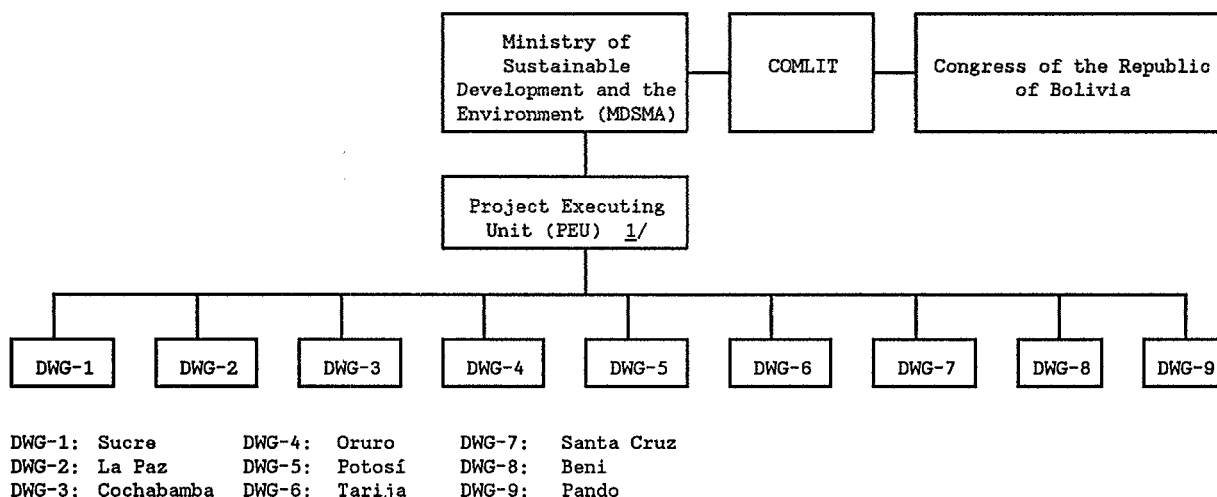 Ministry of
Sustainable
Development and the
Environment (MDSMA)
COMLIT
Congress of the Republic
of Bolivia
Project Executing
Unit (PEU) 1/
DWG-1 DWG-2 DWG-3 DWG-4 DWG-5 DWG-6 DWG-7 DWG-8 DWG-9
DWG-1: Sucre DWG-4: Oruro DWG-7: Santa Cruz
DWG-2: La Paz DWG-5: Potosí DWG-8: Beni
DWG-3: Cochabamba DWG-6: Tarija DWG-9: Pando